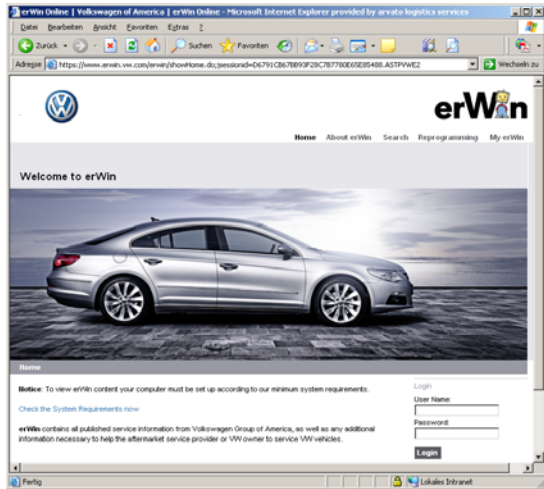 erWin Online | Volkswagen of America | erWin Online - Microsoft Internet Explorer provided by arvato logistics services
Datei Bearbeiten Ansicht Favoriten Extras ?
Zurück Suchen Favoriten
Adresse https://www.erwin.vw.com/erwin/showHome.do;jsessionid=D6791CB67BB93F28C7B7780E65E85488.ASTPVWE2 Wechseln zu
erWin
Home About erWin Search Reprogramming My erWin
Welcome to erWin
Home
Notice: To view erWin content your computer must be set up according to our minimum system requirements.
Check the System Requirements now
erWin contains all published service information from Volkswagen Group of America, as well as any additional
information necessary to help the aftermarket service provider or VW owner to service VW vehicles.
Login
User Name:
Password:
Login
Fertig Lokales Intranet